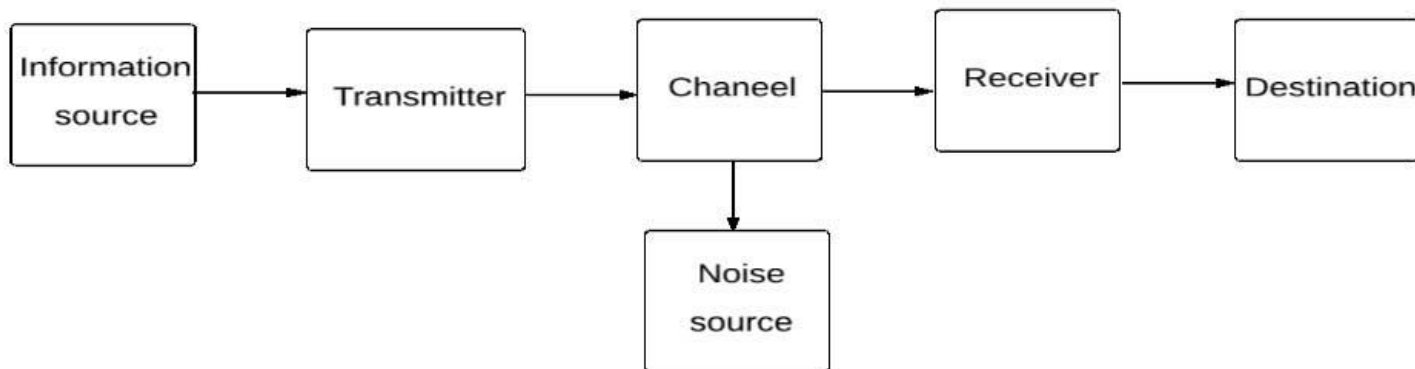 Information
source
Transmitter
Chaneel
Receiver
Destination
Noise
source